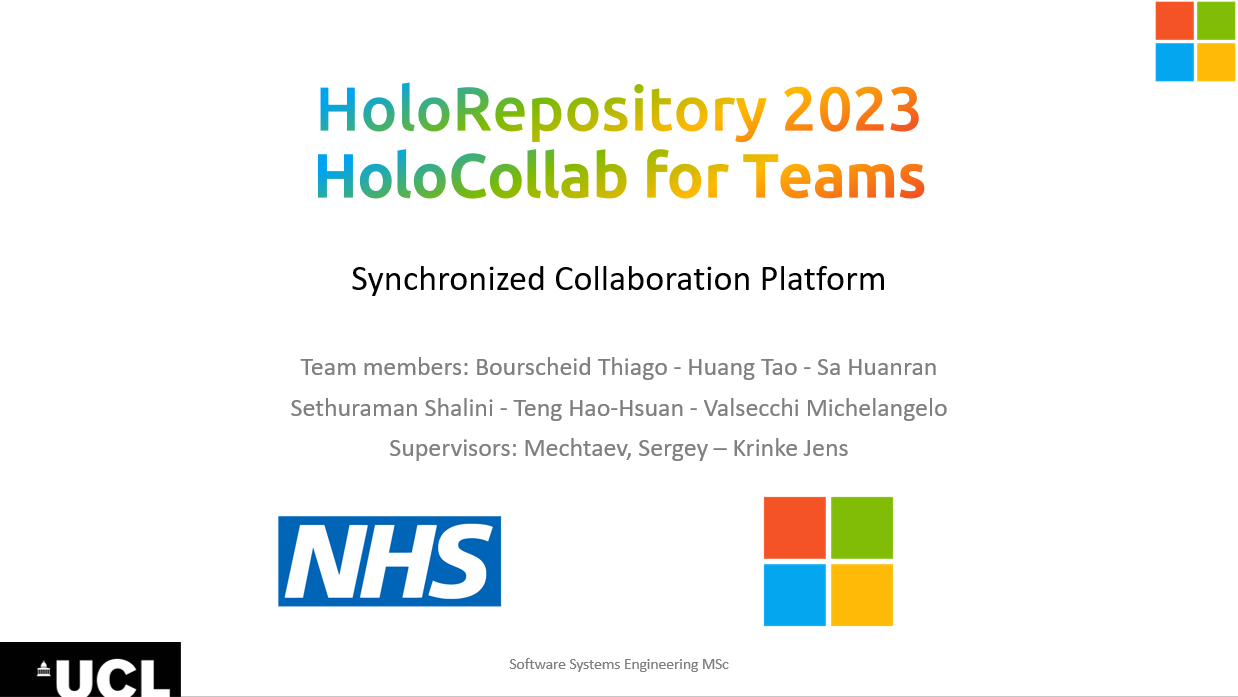 HoloRepository 2023
HoloCollab for Teams
Synchronized Collaboration Platform
Team members: Bourscheid Thiago - Huang Tao - Sa Huanran
Sethuraman Shalini - Teng Hao-Hsuan - Valsecchi Michelangelo
Supervisors: Mechtaev, Sergey – Krinke Jens
NHS
Software Systems Engineering MSc
UCL